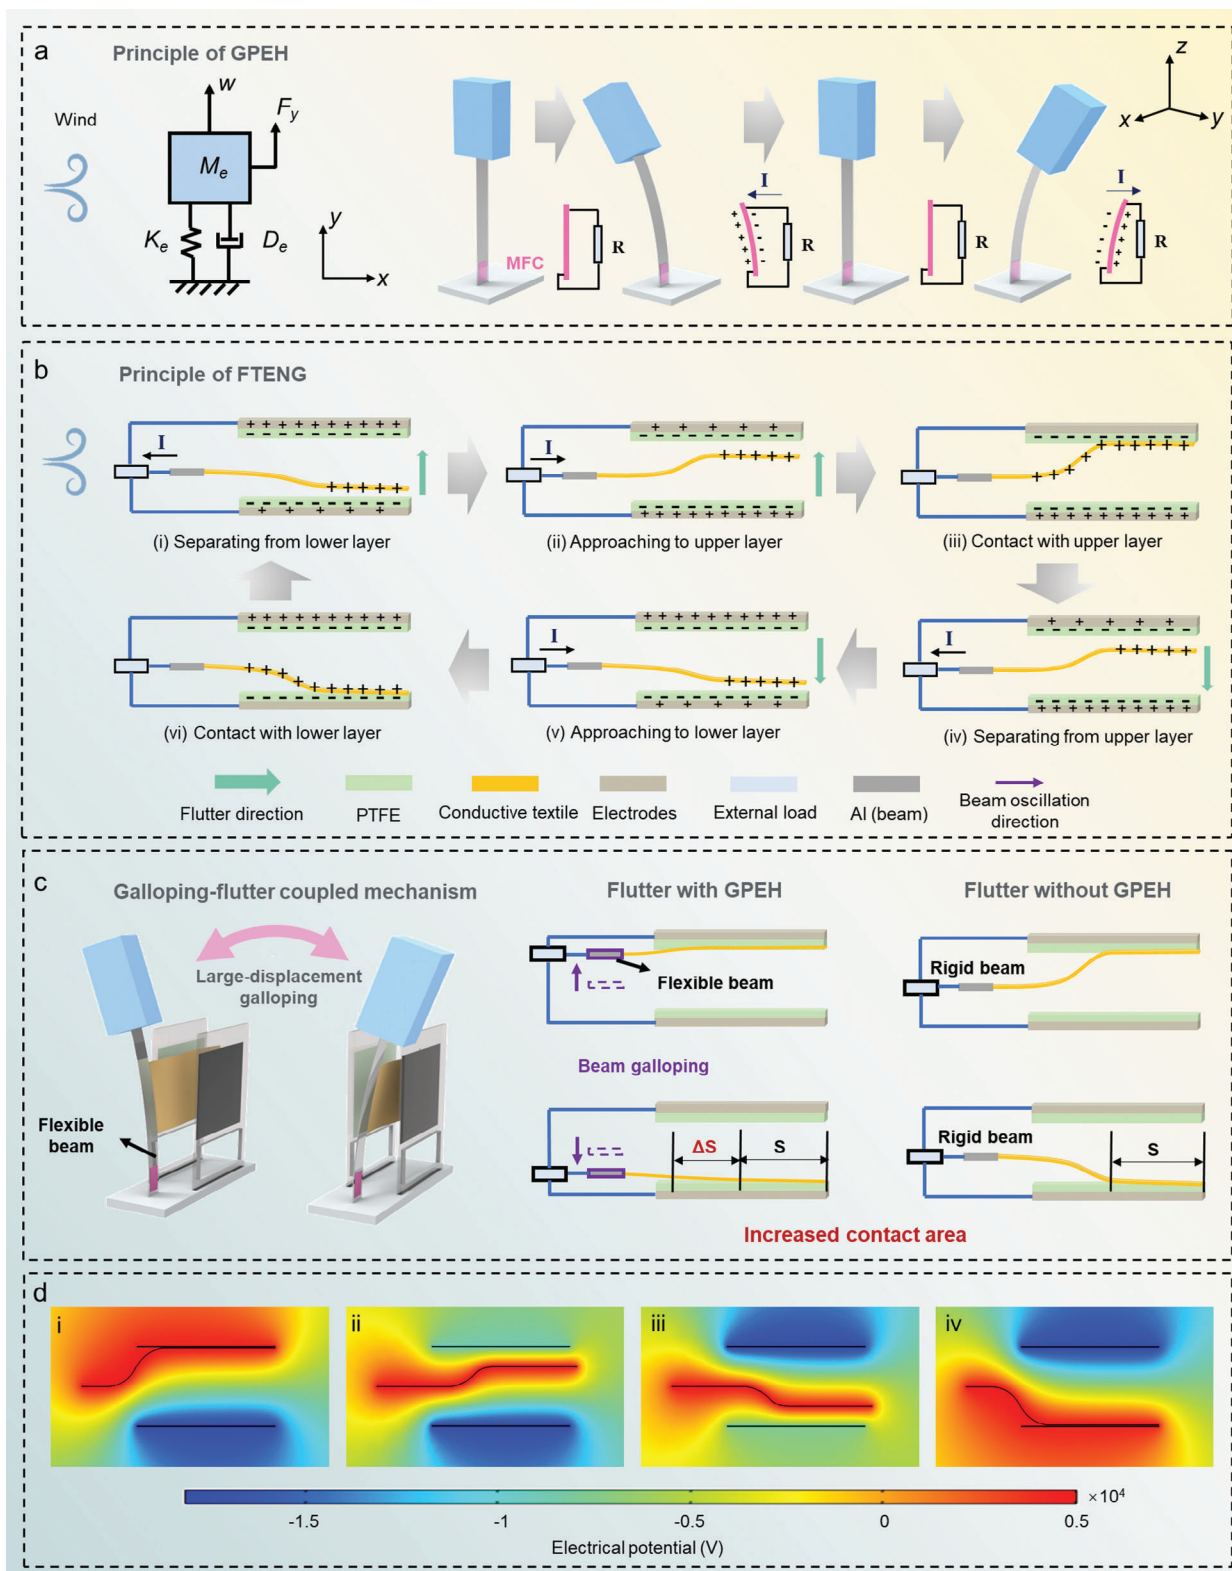 a
Principle of GPEH
Wind
w
F_y
M_e
K_e
D_e
y
x
MFC
R
I
R
R
I
R
z
x
y
b
Principle of FTENG
I
I
(i) Separating from lower layer
(ii) Approaching to upper layer
(iii) Contact with upper layer
I
I
(vi) Contact with lower layer
(v) Approaching to lower layer
(iv) Separating from upper layer
Flutter direction
PTFE
Conductive textile
Electrodes
External load
Al (beam)
Beam oscillation
direction
c
Galloping-flutter coupled mechanism
Flutter with GPEH
Flutter without GPEH
Large-displacement
galloping
Flexible
beam
Flexible beam
Rigid beam
Beam galloping
ΔS
S
Rigid beam
S
Increased contact area
d
i
ii
iii
iv
×10⁴
-1.5
-1
-0.5
0
0.5
Electrical potential (V)